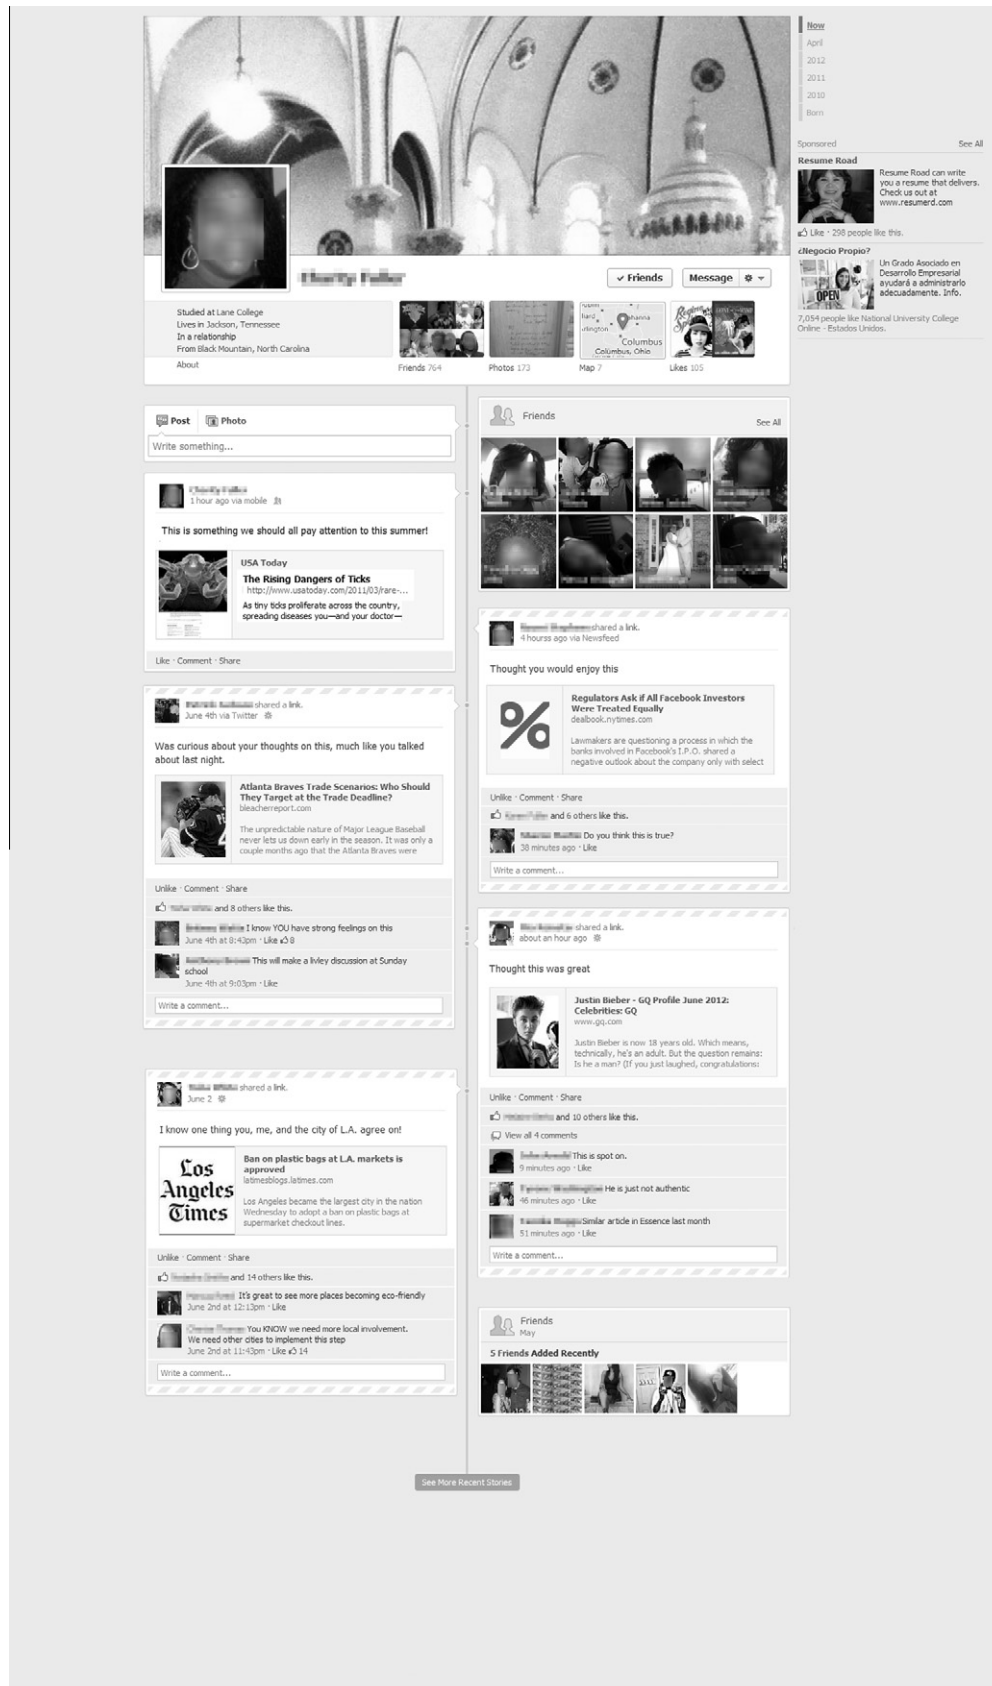 Now
April
2012
2011
2010
Born
Sponsored See All
Resume Road
Resume Road can write
you a resume that delivers.
Check us out at
www.resumerd.com
Like · 298 people like this.
¿Negocio Propio?
Un Grado Asociado en
Desarrollo Empresarial
ayudará a administrarlo
adecuadamente. Info.
OPEN
7,054 people like National University College
Online - Estados Unidos.
Friends Message
Studied at Lane College
Lives in Jackson, Tennessee
In a relationship
From Black Mountain, North Carolina
About
Columbus
Columbus, Ohio
Friends 764
Photos 173
Map 7
Likes 105
Post Photo
Write something...
1 hour ago via mobile
This is something we should all pay attention to this summer!
USA Today
The Rising Dangers of Ticks
http://www.usatoday.com/2011/03/rare-...
As tiny ticks proliferate across the country,
spreading diseases you—and your doctor—
Like · Comment · Share
shared a link.
June 4th via Twitter
Was curious about your thoughts on this, much like you talked
about last night.
Atlanta Braves Trade Scenarios: Who Should
They Target at the Trade Deadline?
bleacherreport.com
The unpredictable nature of Major League Baseball
never lets us down early in the season. It was only a
couple months ago that the Atlanta Braves were
Unlike · Comment · Share
and 8 others like this.
I know YOU have strong feelings on this
June 4th at 8:43pm · Like 8
This will make a livley discussion at Sunday
school
June 4th at 9:03pm · Like
Write a comment...
shared a link.
June 2
I know one thing you, me, and the city of L.A. agree on!
Los
Angeles
Times
Ban on plastic bags at L.A. markets is
approved
latimesblogs.latimes.com
Los Angeles became the largest city in the nation
Wednesday to adopt a ban on plastic bags at
supermarket checkout lines.
Unlike · Comment · Share
and 14 others like this.
It's great to see more places becoming eco-friendly
June 2nd at 12:13pm · Like
You KNOW we need more local involvement.
We need other cities to implement this step
June 2nd at 11:43pm · Like 14
Write a comment...
Friends
See All
shared a link.
4 hourss ago via Newsfeed
Thought you would enjoy this
%
Regulators Ask if All Facebook Investors
Were Treated Equally
dealbook.nytimes.com
Lawmakers are questioning a process in which the
banks involved in Facebook's I.P.O. shared a
negative outlook about the company only with select
Unlike · Comment · Share
and 6 others like this.
Do you think this is true?
38 minutes ago · Like
Write a comment...
shared a link.
about an hour ago
Thought this was great
Justin Bieber - GQ Profile June 2012:
Celebrities: GQ
www.gq.com
Justin Bieber is now 18 years old. Which means,
technically, he's an adult. But the question remains:
Is he a man? (If you just laughed, congratulations:
Unlike · Comment · Share
and 10 others like this.
View all 4 comments
This is spot on.
9 minutes ago · Like
He is just not authentic
46 minutes ago · Like
Similar article in Essence last month
51 minutes ago · Like
Write a comment...
Friends
May
5 Friends Added Recently
See More Recent Stories